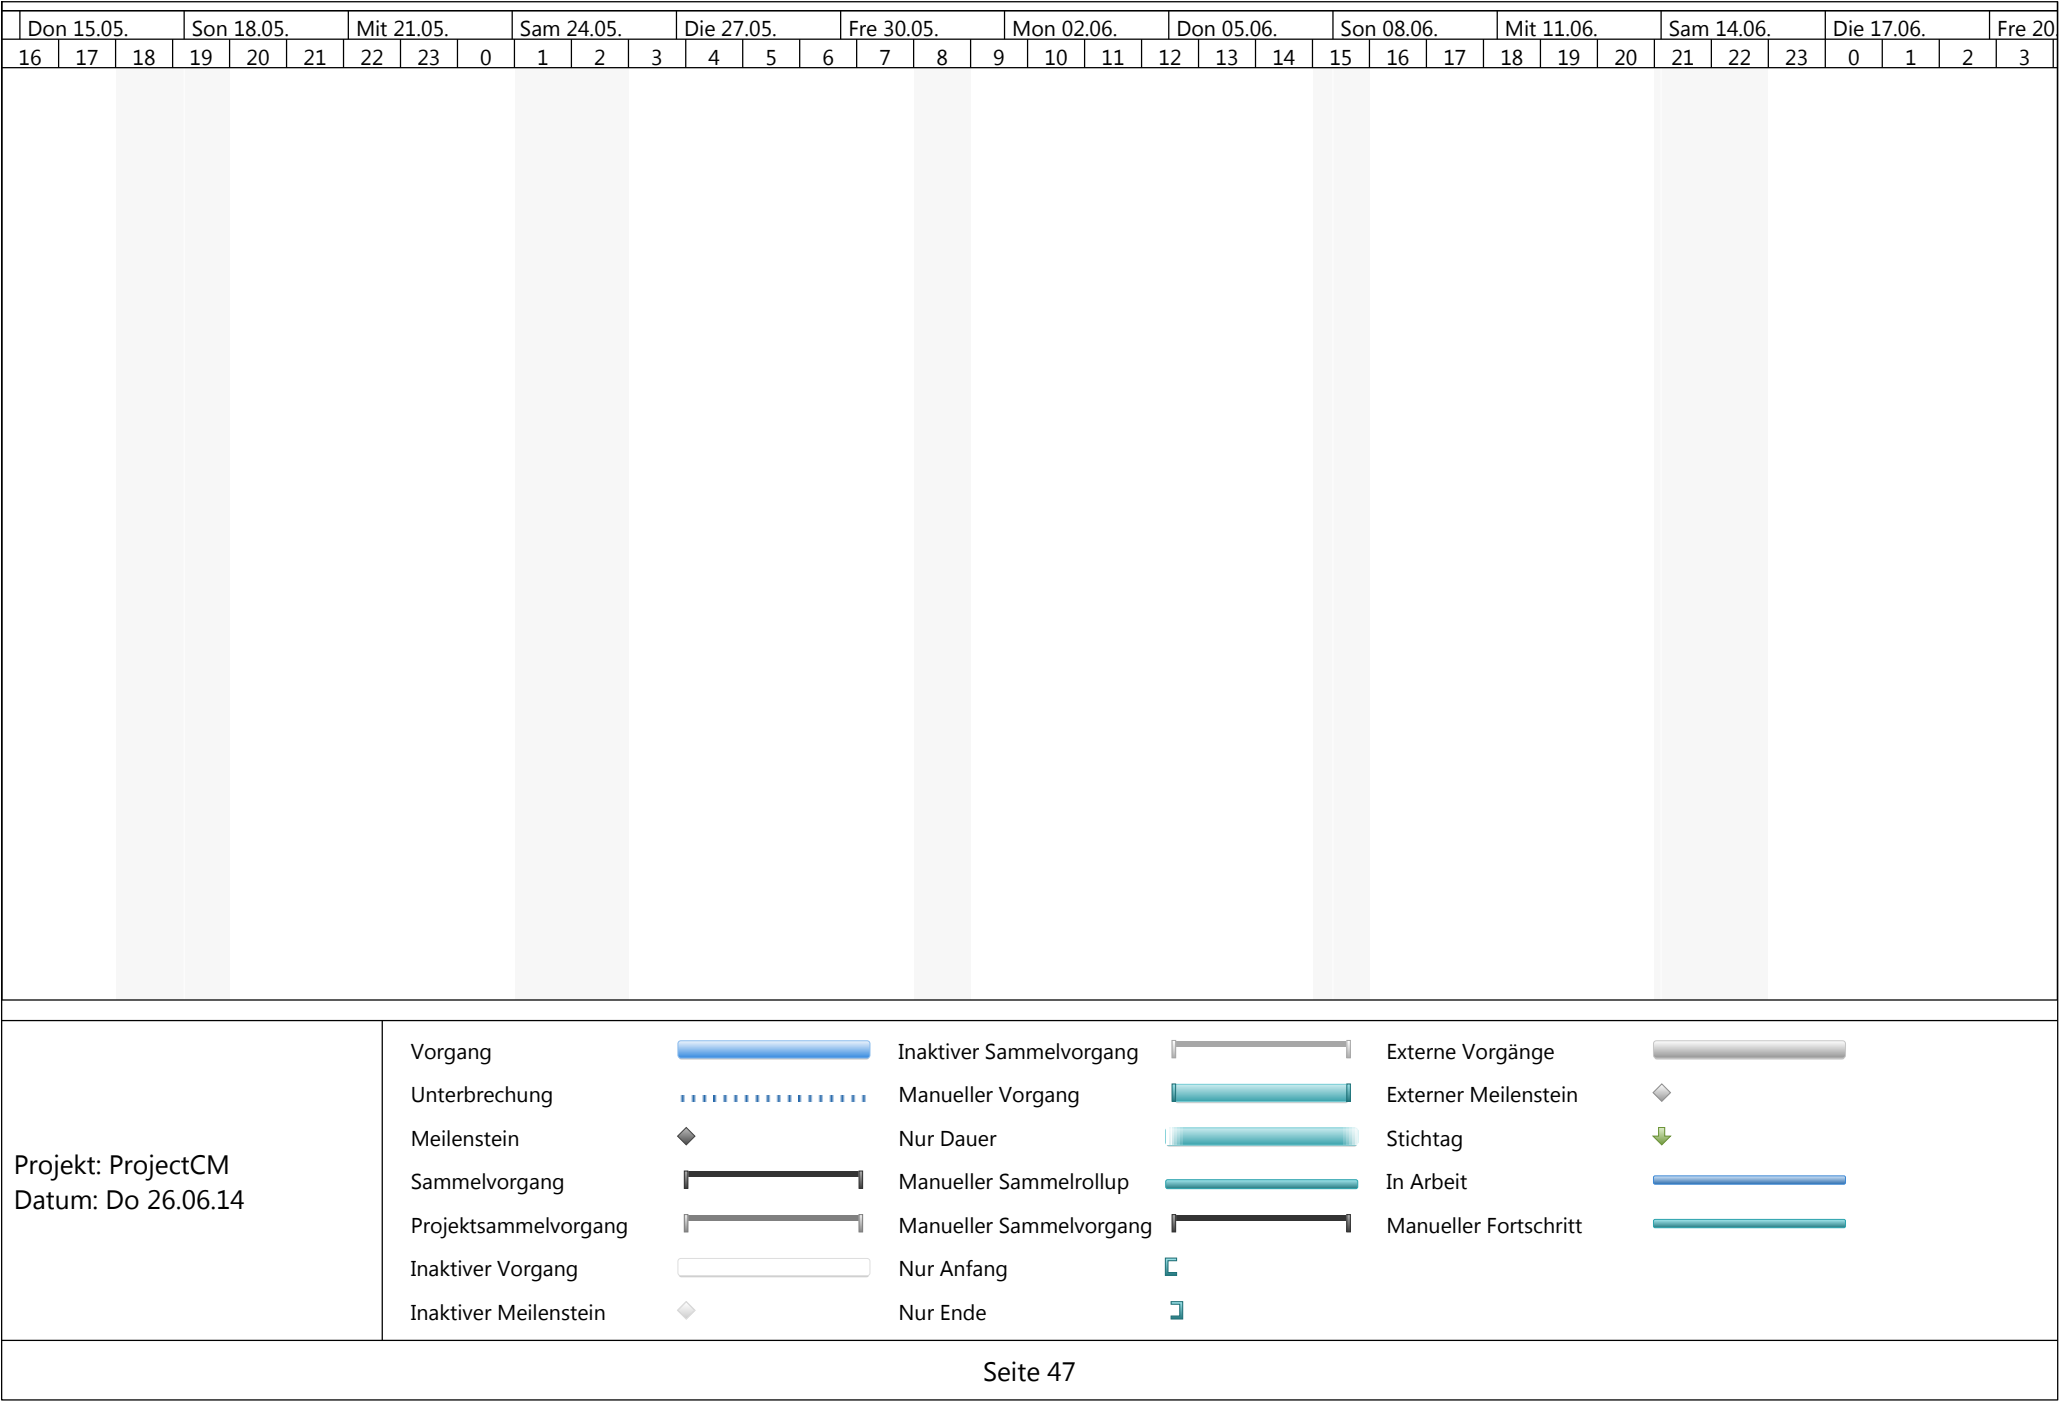 Don 15.05. Son 18.05. Mit 21.05. Sam 24.05. Die 27.05. Fre 30.05. Mon 02.06. Don 05.06. Son 08.06. Mit 11.06. Sam 14.06. Die 17.06. Fre 20.
16 17 18 19 20 21 22 23 0 1 2 3 4 5 6 7 8 9 10 11 12 13 14 15 16 17 18 19 20 21 22 23 0 1 2 3
Projekt: ProjectCM
Datum: Do 26.06.14
Vorgang
Unterbrechung
Meilenstein
Sammelvorgang
Projektsammelvorgang
Inaktiver Vorgang
Inaktiver Meilenstein
Inaktiver Sammelvorgang
Manueller Vorgang
Nur Dauer
Manueller Sammelrollup
Manueller Sammelvorgang
Nur Anfang
Nur Ende
Externe Vorgänge
Externer Meilenstein
Stichtag
In Arbeit
Manueller Fortschritt
Seite 47